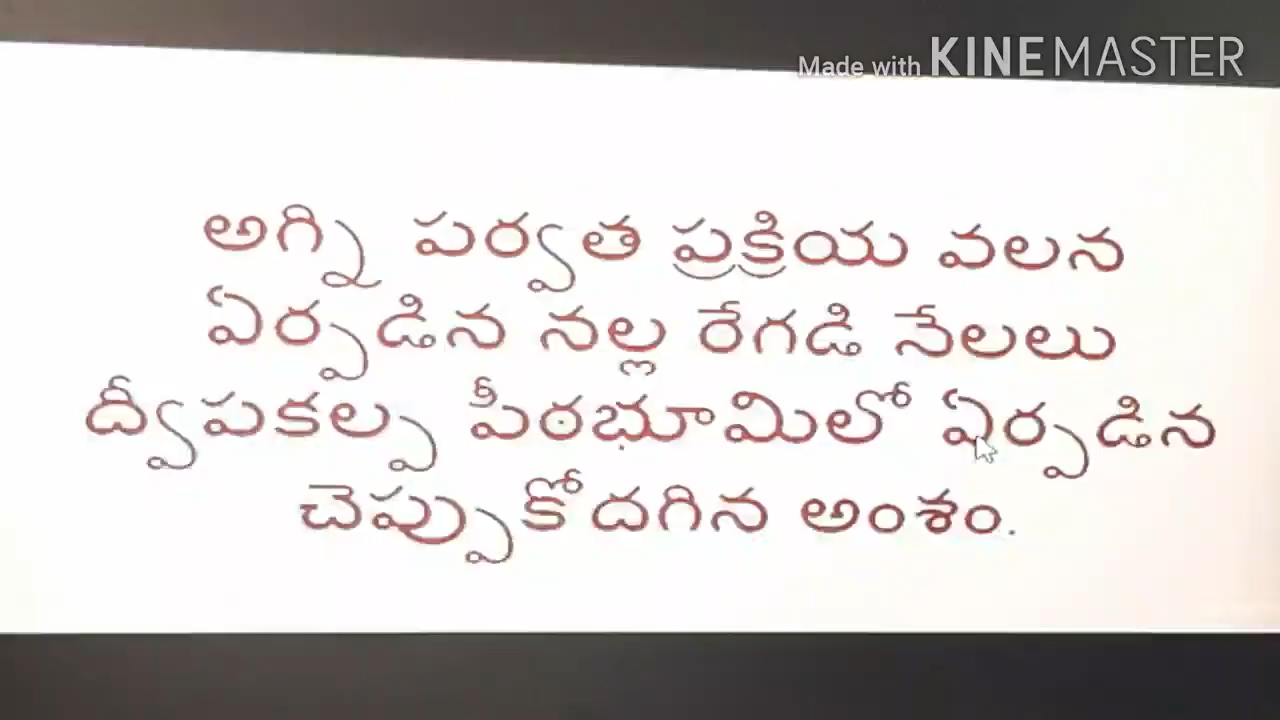 Made with KINEMASTER
అగ్ని పర్వత ప్రక్రియ వలన
ఏర్పడిన నల్ల రేగడి నేలలు
ద్వీపకల్ప పీఠభూమిలో ఏర్పడిన
చెప్పుకోదగిన అంశం.